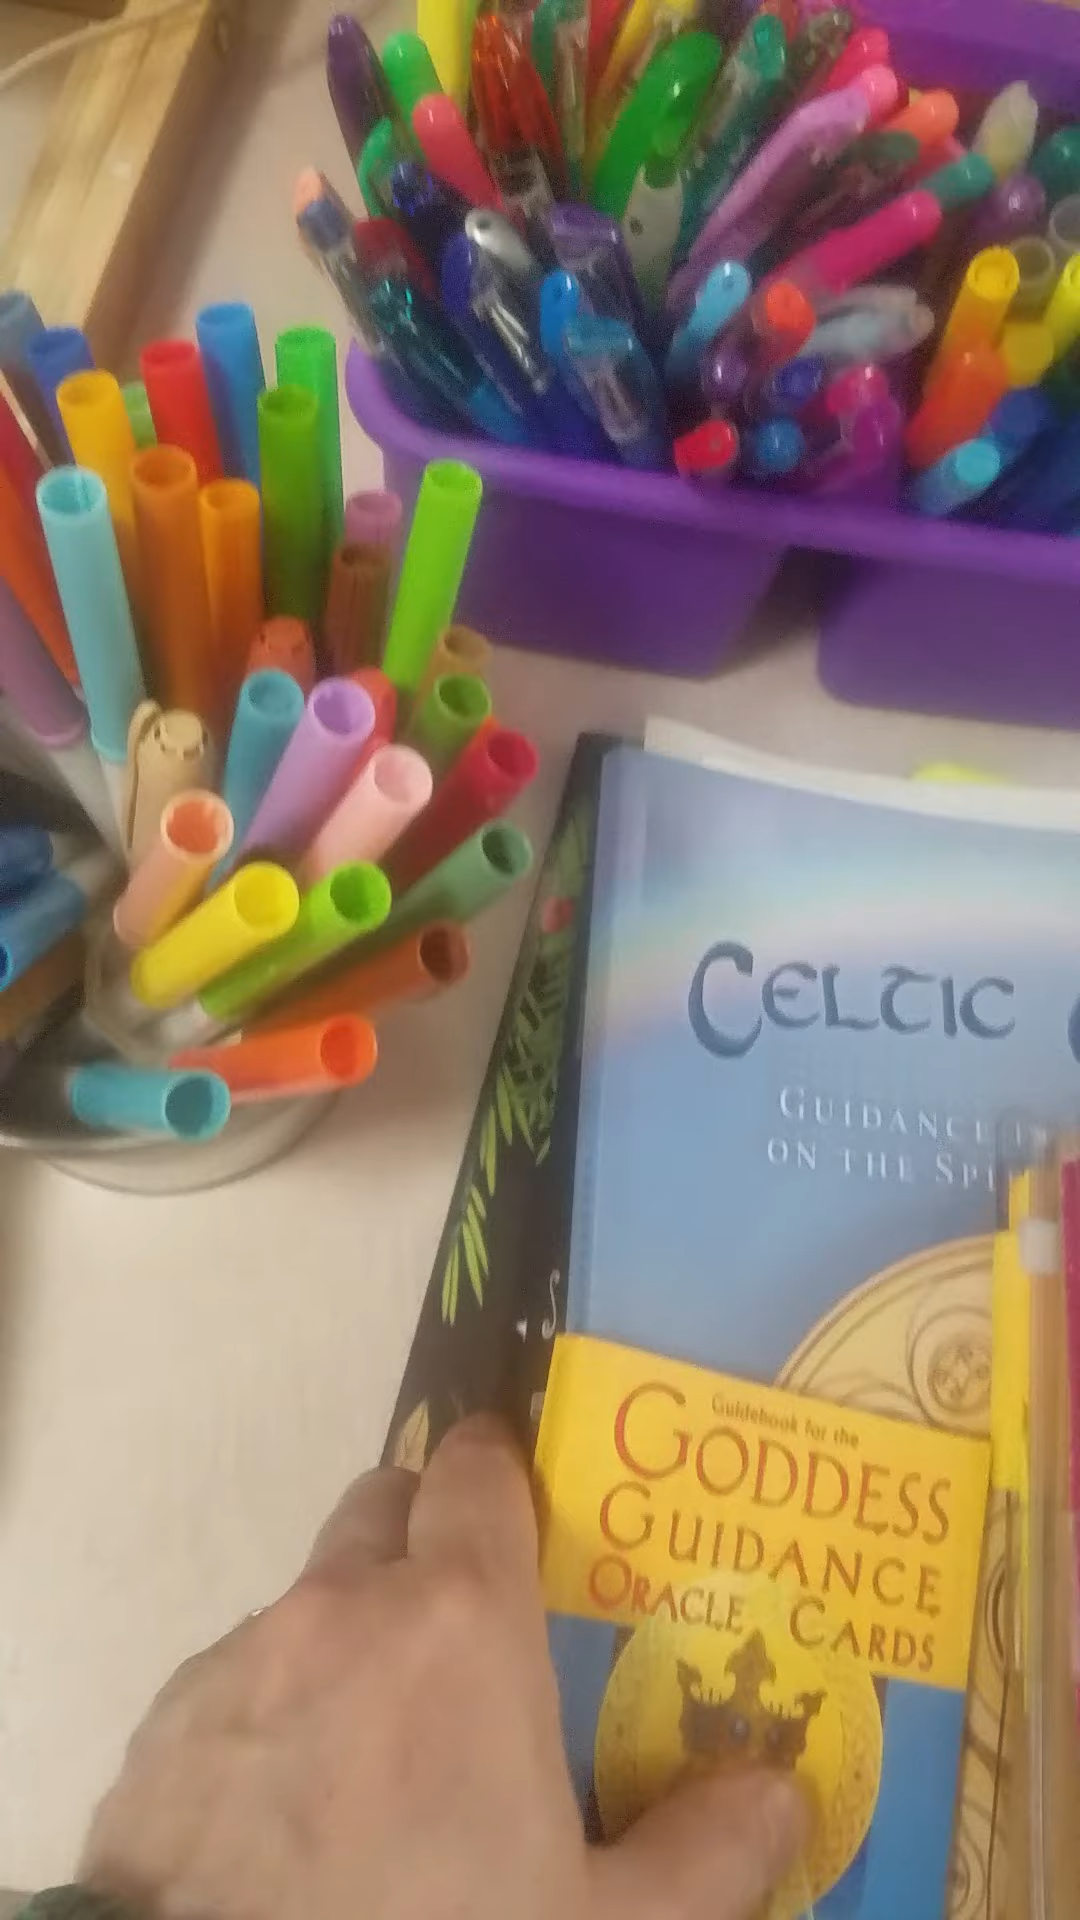 CELTIC
GUIDANCE
ON THE
Guidebook for the
GODDESS
GUIDANCE
ORACLE CARDS